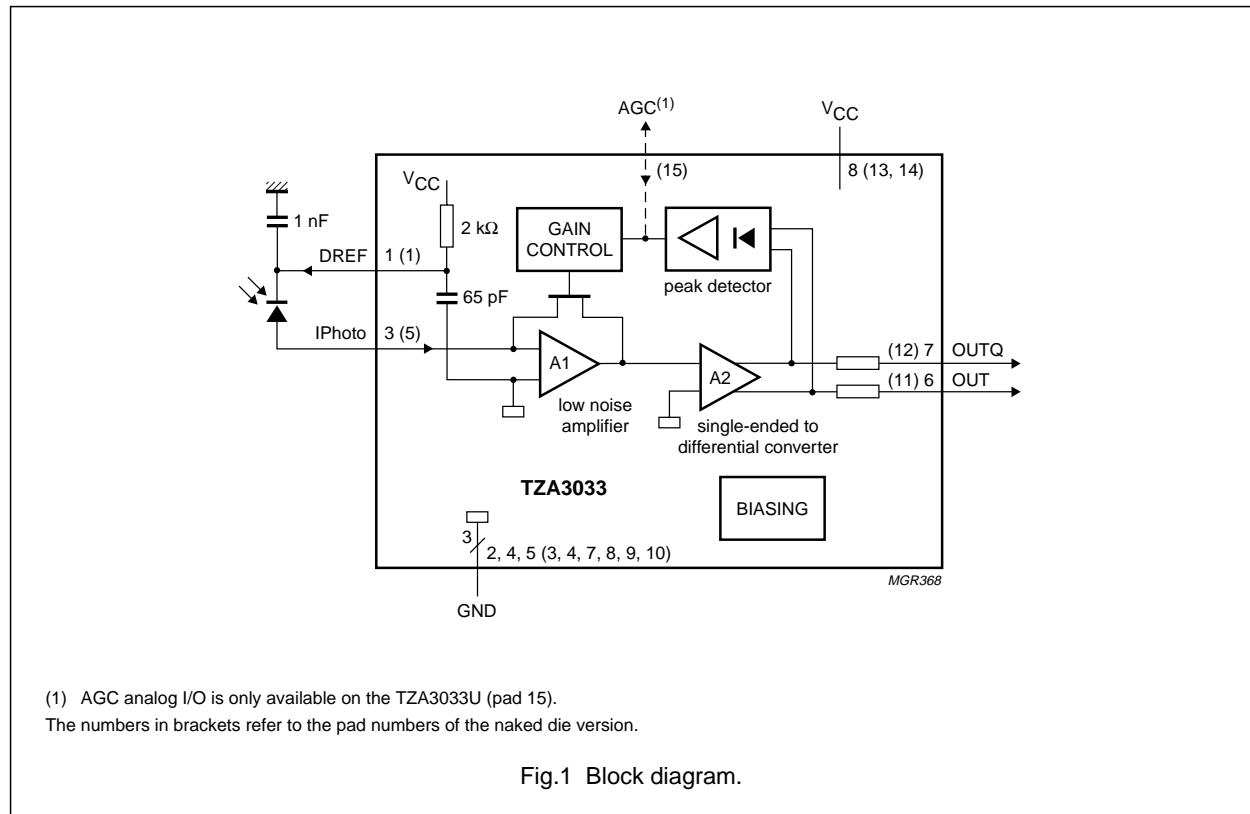 AGC(1)
VCC
(15)
8 (13, 14)
VCC
1 nF
2 kΩ
GAIN
CONTROL
DREF
1 (1)
peak detector
65 pF
IPhoto
3 (5)
A1
A2
(12) 7
OUTQ
(11) 6
OUT
low noise
amplifier
single-ended to
differential converter
TZA3033
BIASING
3
2, 4, 5 (3, 4, 7, 8, 9, 10)
MGR368
GND
(1) AGC analog I/O is only available on the TZA3033U (pad 15).
The numbers in brackets refer to the pad numbers of the naked die version.
Fig.1 Block diagram.